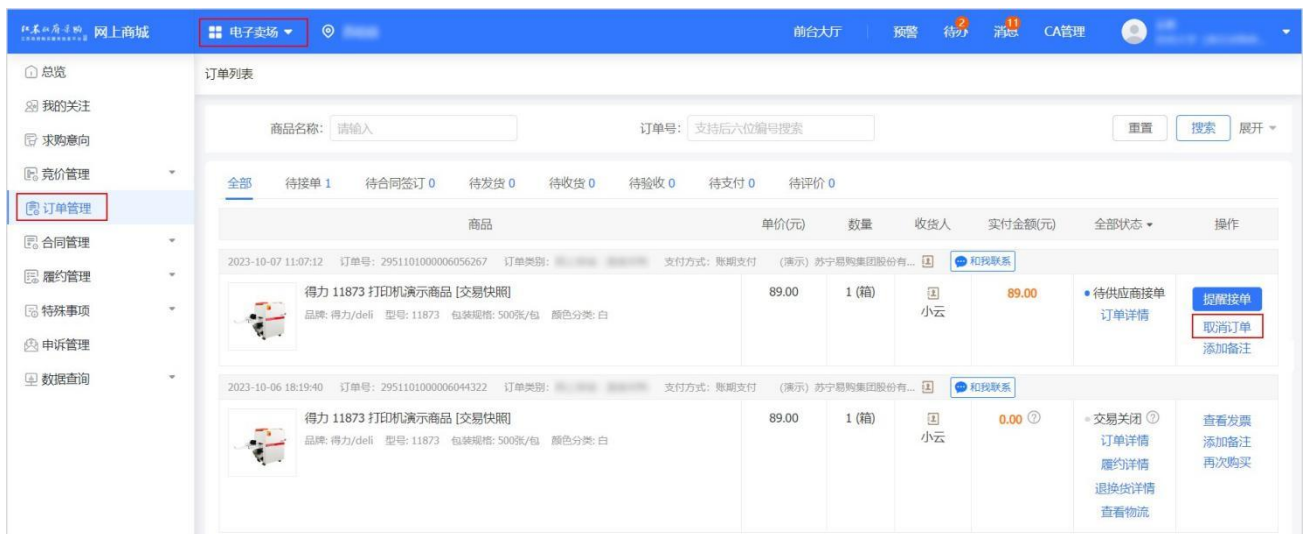 网上商城 电子卖场 前台大厅 预警 待办 2 消息 11 CA管理
总览
我的关注
求购意向
竞价管理
订单管理
合同管理
履约管理
特殊事项
申诉管理
数据查询
订单列表
商品名称： 请输入 订单号： 支持后六位编号搜索 重置 搜索 展开
全部 待接单 1 待合同签订 0 待发货 0 待收货 0 待验收 0 待支付 0 待评价 0
商品 单价(元) 数量 收货人 实付金额(元) 全部状态 操作
2023-10-07 11:07:12 订单号：2951101000006056267 订单类别： 支付方式：账期支付 （演示）苏宁易购集团股份有... 和我联系
得力 11873 打印机演示商品 [交易快照] 89.00 1 (箱) 小云 89.00 待供应商接单 提醒接单
品牌: 得力/deli 型号: 11873 包装规格: 500张/包 颜色分类: 白 订单详情 取消订单
添加备注
2023-10-06 18:19:40 订单号：2951101000006044322 订单类别： 支付方式：账期支付 （演示）苏宁易购集团股份有... 和我联系
得力 11873 打印机演示商品 [交易快照] 89.00 1 (箱) 小云 0.00 交易关闭 查看发票
品牌: 得力/deli 型号: 11873 包装规格: 500张/包 颜色分类: 白 订单详情 添加备注
履约详情 再次购买
退换货详情
查看物流